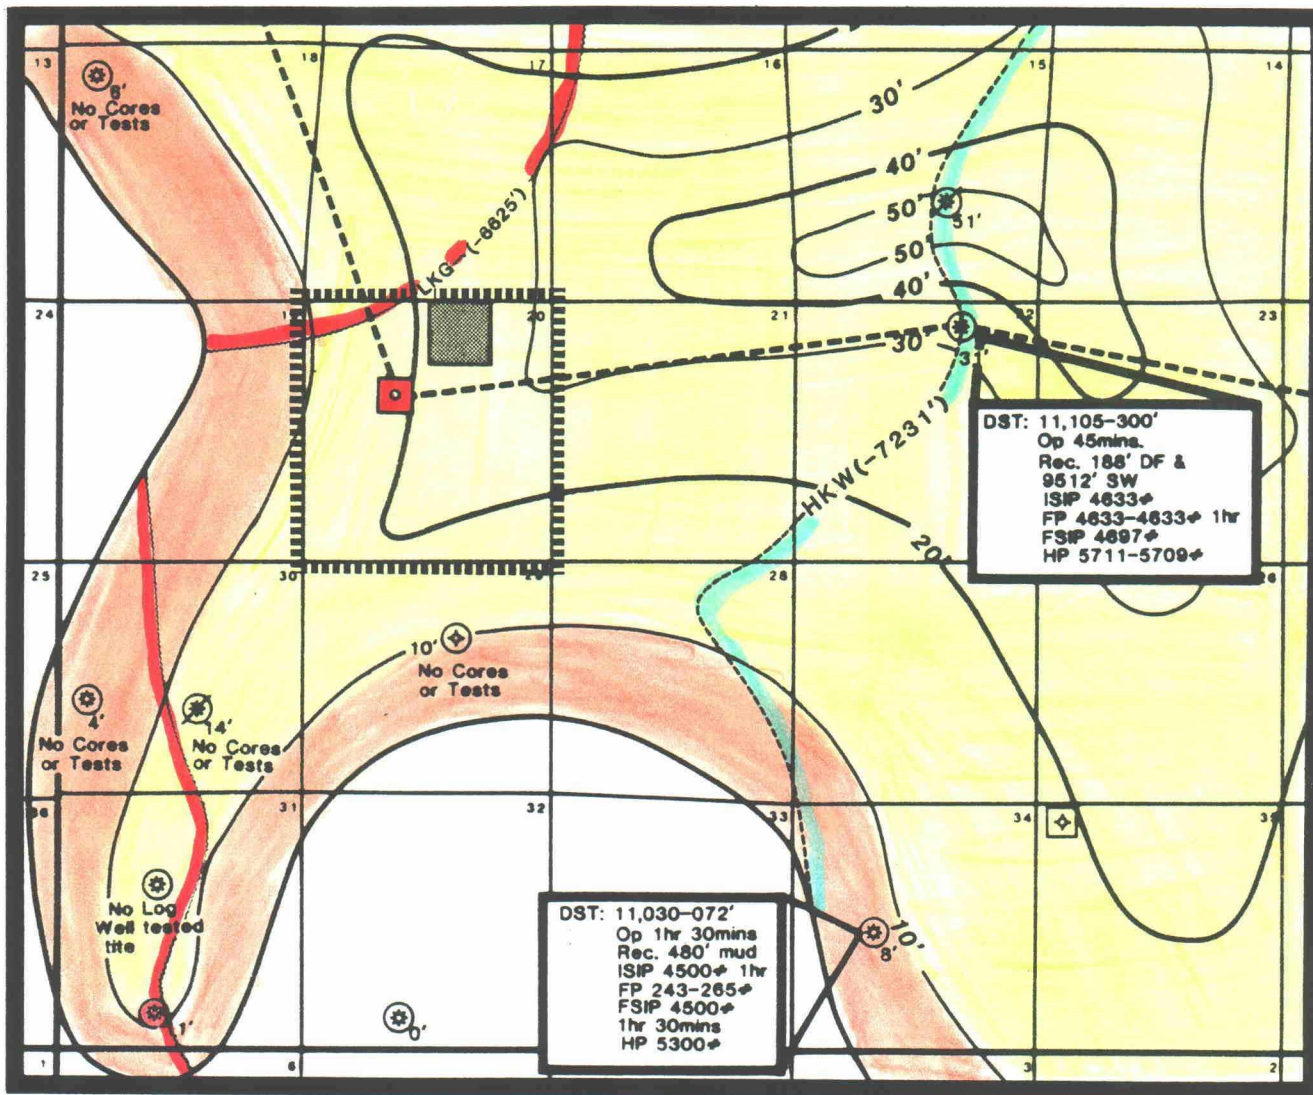 13
18
17
16
15
14
6'
No Cores
or Tests
30'
40'
50'
51'
50'
40'
LKG (-6625')
24
19
20
21
22
23
30'
31'
DST: 11,105-300'
Op 45mins.
Rec. 188' DF &
9512' SW
ISIP 4633#
FP 4633-4633# 1hr
FSIP 4697#
HP 5711-5709#
HKW (-7231')
20'
25
30
29
28
26
10'
No Cores
or Tests
4'
No Cores
or Tests
14'
No Cores
or Tests
36
31
32
33
34
35
No Log
Well tested
tite
DST: 11,030-072'
Op 1hr 30mins
Rec. 480' mud
ISIP 4500# 1hr
FP 243-265#
FSIP 4500#
1hr 30mins
HP 5300#
10'
8'
0'
1
6
3
2